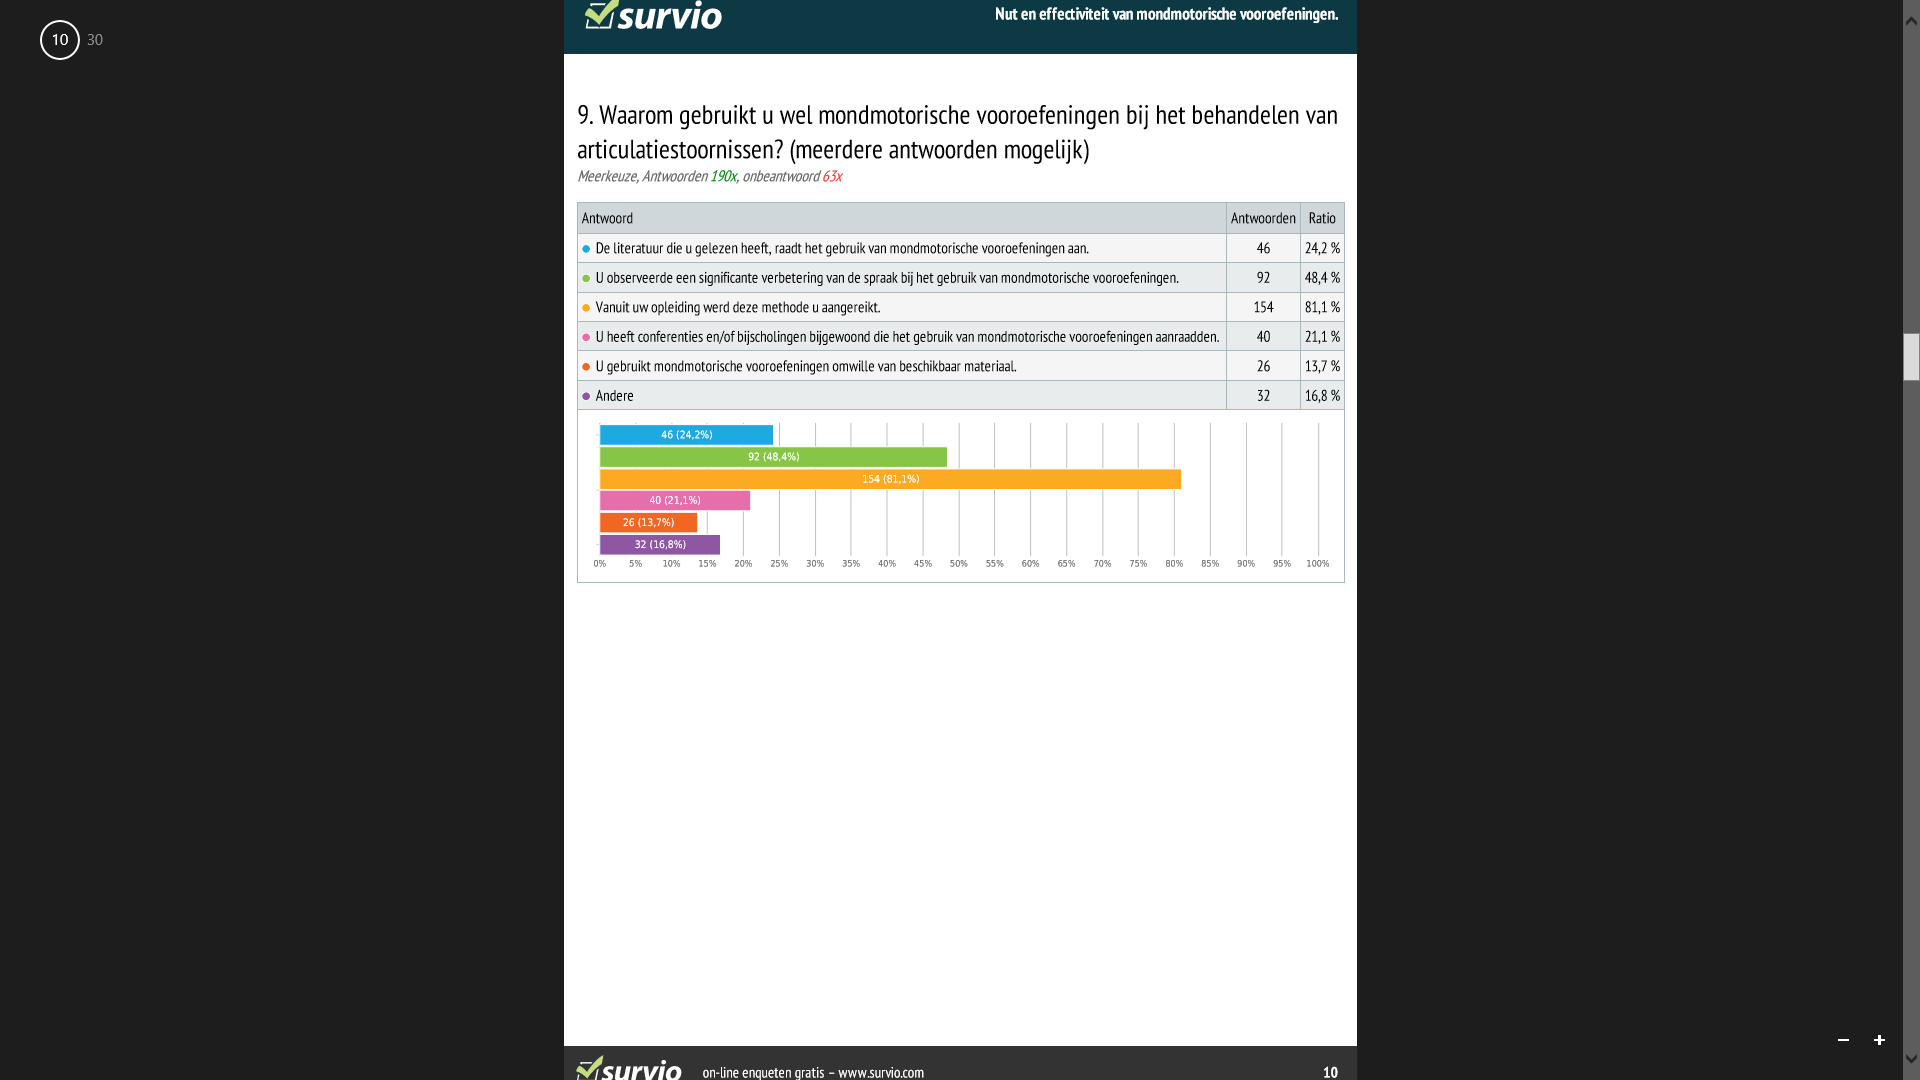 survio
Nut en effectiviteit van mondmotorische vooroefeningen.
10 30
9. Waarom gebruikt u wel mondmotorische vooroefeningen bij het behandelen van
articulatiestoornissen? (meerdere antwoorden mogelijk)
Meerkeuze, Antwoorden 190x, onbeantwoord 63x
Antwoord Antwoorden Ratio
De literatuur die u gelezen heeft, raadt het gebruik van mondmotorische vooroefeningen aan. 46 24,2 %
U observeerde een significante verbetering van de spraak bij het gebruik van mondmotorische vooroefeningen. 92 48,4 %
Vanuit uw opleiding werd deze methode u aangereikt. 154 81,1 %
U heeft conferenties en/of bijscholingen bijgewoond die het gebruik van mondmotorische vooroefeningen aanraadden. 40 21,1 %
U gebruikt mondmotorische vooroefeningen omwille van beschikbaar materiaal. 26 13,7 %
Andere 32 16,8 %
46 (24,2%)
92 (48,4%)
154 (81,1%)
40 (21,1%)
26 (13,7%)
32 (16,8%)
0% 5% 10% 15% 20% 25% 30% 35% 40% 45% 50% 55% 60% 65% 70% 75% 80% 85% 90% 95% 100%
survio on-line enqueten gratis – www.survio.com 10